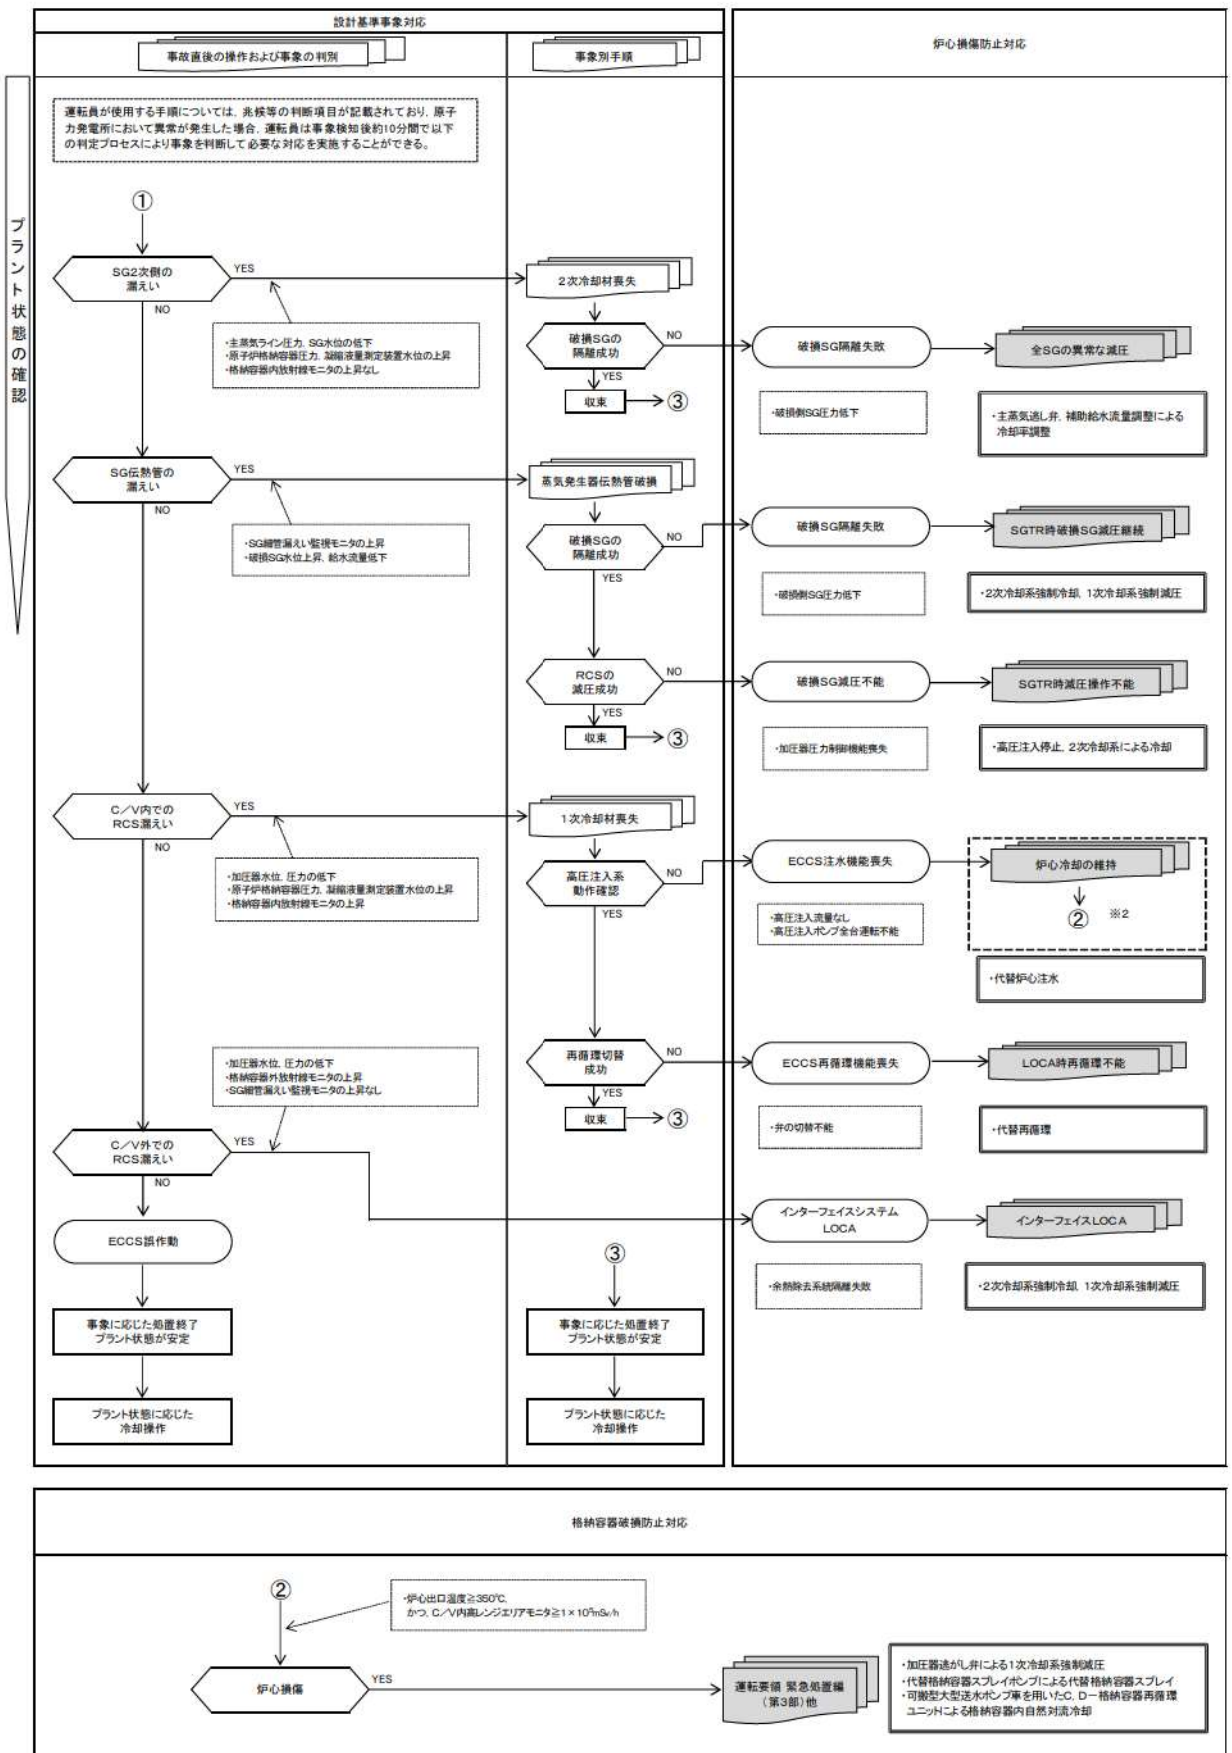 設計基準事象対応
事故直後の操作および事象の判別
事象別手順
炉心損傷防止対応
プラント状態の確認
運転員が使用する手順については、兆候等の判断項目が記載されており、原子
力発電所において異常が発生した場合、運転員は事象検知後約10分間で以下
の判定プロセスにより事象を判断して必要な対応を実施することができる。
①
SG2次側の
漏えい
YES
NO
・主蒸気ライン圧力、SG水位の低下
・原子炉格納容器圧力、凝縮液量測定装置水位の上昇
・格納容器内放射線モニタの上昇なし
2次冷却材喪失
破損SGの
隔離成功
NO
YES
収束
③
破損SG隔離失敗
全SGの異常な減圧
・破損側SG圧力低下
・主蒸気逃し弁、補助給水流量調整による
冷却率調整
SG伝熱管の
漏えい
YES
NO
・SG細管漏えい監視モニタの上昇
・破損SG水位上昇、給水流量低下
蒸気発生器伝熱管破損
破損SGの
隔離成功
NO
YES
破損SG隔離失敗
SGTR時破損SG減圧継続
・破損側SG圧力低下
・2次冷却系強制冷却、1次冷却系強制減圧
RCSの
減圧成功
NO
YES
収束
③
破損SG減圧不能
SGTR時減圧操作不能
・加圧器圧力制御機能喪失
・高圧注入停止、2次冷却系による冷却
C/V内での
RCS漏えい
YES
NO
・加圧器水位、圧力の低下
・原子炉格納容器圧力、凝縮液量測定装置水位の上昇
・格納容器内放射線モニタの上昇
1次冷却材喪失
高圧注入系
動作確認
NO
YES
ECCS注水機能喪失
炉心冷却の維持
② ※2
・高圧注入流量なし
・高圧注入ポンプ全台運転不能
・代替炉心注水
・加圧器水位、圧力の低下
・格納容器外放射線モニタの上昇
・SG細管漏えい監視モニタの上昇なし
再循環切替
成功
NO
YES
収束
③
ECCS再循環機能喪失
LOCA時再循環不能
・弁の切替不能
・代替再循環
C/V外での
RCS漏えい
YES
NO
インターフェイスシステム
LOCA
インターフェイスLOCA
・余熱除去系統隔離失敗
・2次冷却系強制冷却、1次冷却系強制減圧
ECCS誤作動
事象に応じた処置終了
プラント状態が安定
プラント状態に応じた
冷却操作
③
事象に応じた処置終了
プラント状態が安定
プラント状態に応じた
冷却操作
格納容器破損防止対応
②
・炉心出口温度≧350℃、
かつ、C/V内高レンジエリアモニタ≧1×10⁵mSv/h
炉心損傷
YES
運転要領 緊急処置編
(第3部)他
・加圧器逃がし弁による1次冷却系強制減圧
・代替格納容器スプレイポンプによる代替格納容器スプレイ
・可搬型大型送水ポンプ車を用いたC、D-格納容器再循環
ユニットによる格納容器内自然対流冷却